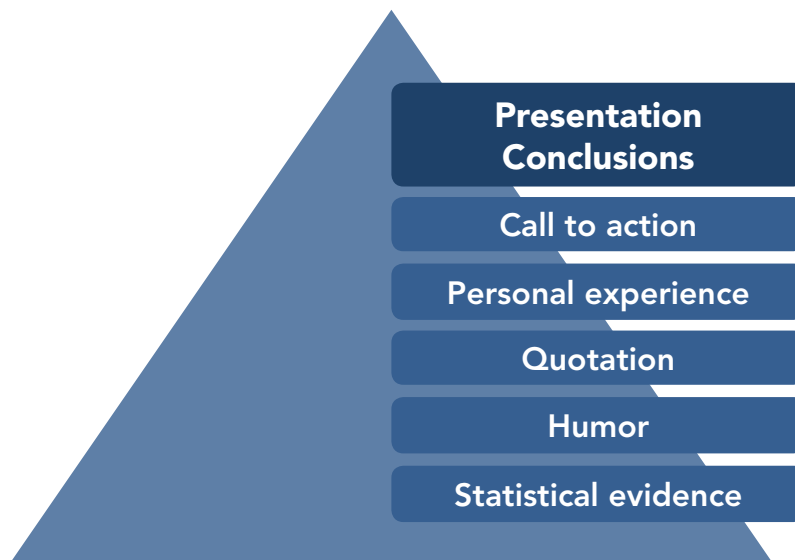 Presentation
Conclusions
Call to action
Personal experience
Quotation
Humor
Statistical evidence